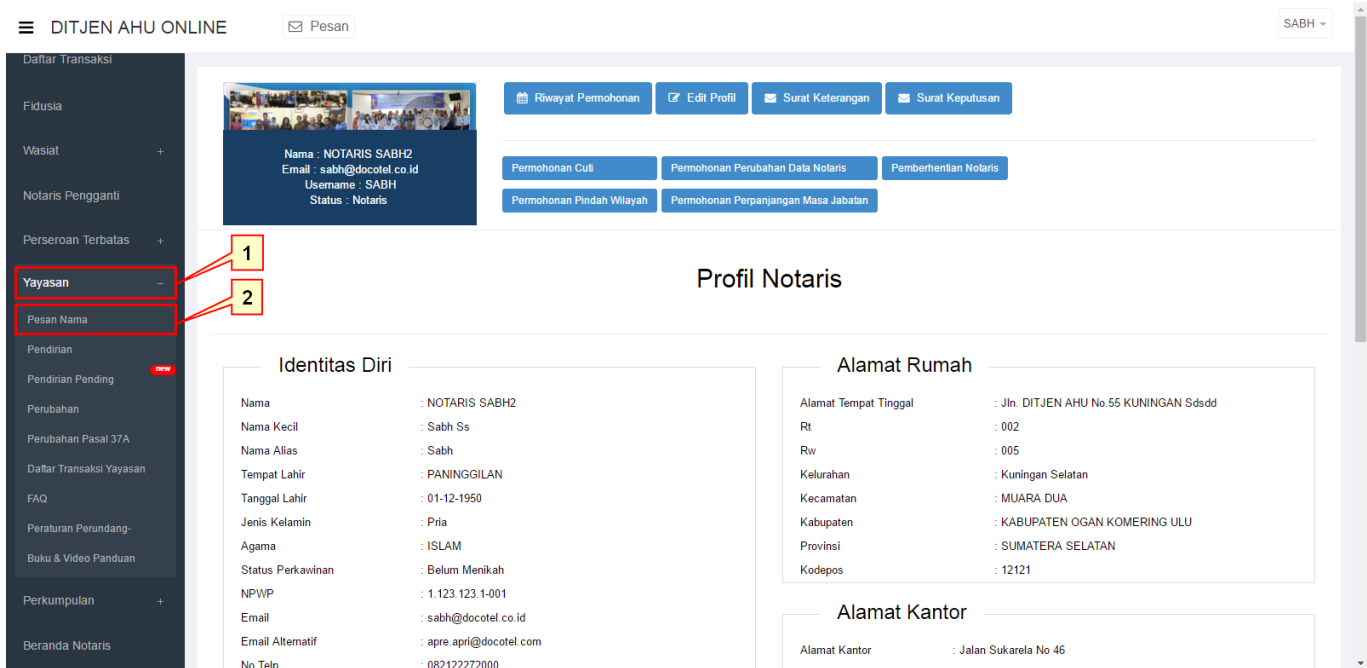 DITJEN AHU ONLINE
Pesan
SABH
Daftar Transaksi
Fidusia
Wasiat +
Notaris Pengganti
Perseroan Terbatas +
Yayasan −
Pesan Nama
Pendirian
Pendirian Pending new
Perubahan
Perubahan Pasal 37A
Daftar Transaksi Yayasan
FAQ
Peraturan Perundang-
Buku & Video Panduan
Perkumpulan +
Beranda Notaris
1
2
Nama : NOTARIS SABH2
Email : sabh@docotel.co.id
Username : SABH
Status : Notaris
Riwayat Permohonan
Edit Profil
Surat Keterangan
Surat Keputusan
Permohonan Cuti
Permohonan Perubahan Data Notaris
Pemberhentian Notaris
Permohonan Pindah Wilayah
Permohonan Perpanjangan Masa Jabatan
Profil Notaris
Identitas Diri
Nama : NOTARIS SABH2
Nama Kecil : Sabh Ss
Nama Alias : Sabh
Tempat Lahir : PANINGGILAN
Tanggal Lahir : 01-12-1950
Jenis Kelamin : Pria
Agama : ISLAM
Status Perkawinan : Belum Menikah
NPWP : 1.123.123.1-001
Email : sabh@docotel.co.id
Email Alternatif : apre.apri@docotel.com
No Telp : 082122272000
Alamat Rumah
Alamat Tempat Tinggal : Jln. DITJEN AHU No.55 KUNINGAN Sdsdd
Rt : 002
Rw : 005
Kelurahan : Kuningan Selatan
Kecamatan : MUARA DUA
Kabupaten : KABUPATEN OGAN KOMERING ULU
Provinsi : SUMATERA SELATAN
Kodepos : 12121
Alamat Kantor
Alamat Kantor : Jalan Sukarela No 46